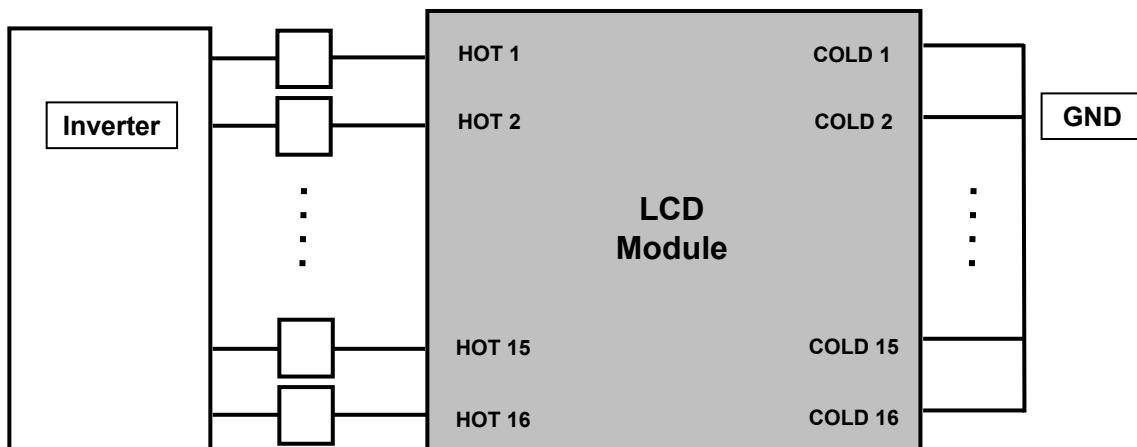 HOT 1
COLD 1
Inverter
HOT 2
COLD 2
GND
LCD
Module
HOT 15
COLD 15
HOT 16
COLD 16